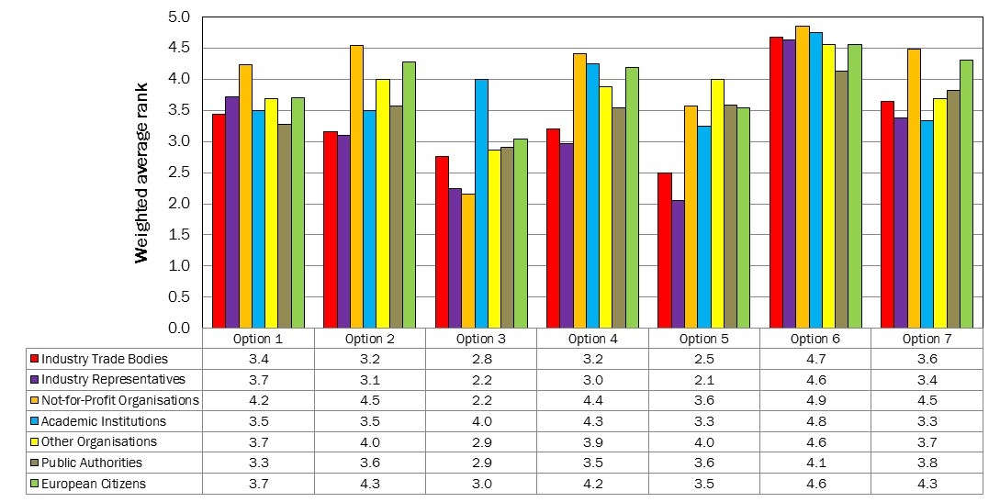 Weighted average rank
5.0
4.5
4.0
3.5
3.0
2.5
2.0
1.5
1.0
0.5
0.0
Option 1 Option 2 Option 3 Option 4 Option 5 Option 6 Option 7
Industry Trade Bodies 3.4 3.2 2.8 3.2 2.5 4.7 3.6
Industry Representatives 3.7 3.1 2.2 3.0 2.1 4.6 3.4
Not-for-Profit Organisations 4.2 4.5 2.2 4.4 3.6 4.9 4.5
Academic Institutions 3.5 3.5 4.0 4.3 3.3 4.8 3.3
Other Organisations 3.7 4.0 2.9 3.9 4.0 4.6 3.7
Public Authorities 3.3 3.6 2.9 3.5 3.6 4.1 3.8
European Citizens 3.7 4.3 3.0 4.2 3.5 4.6 4.3